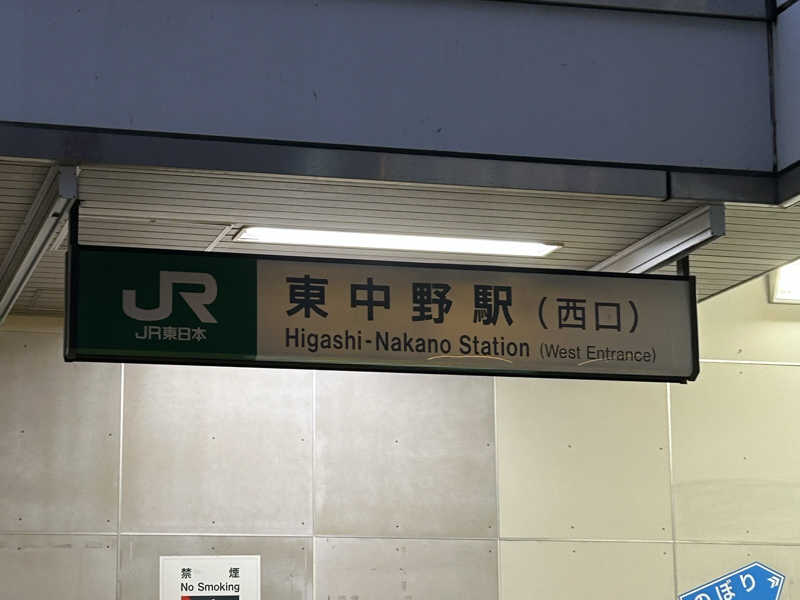 JR
JR東日本
東中野駅（西口）
Higashi-Nakano Station (West Entrance)
禁煙
No Smoking
のぼり